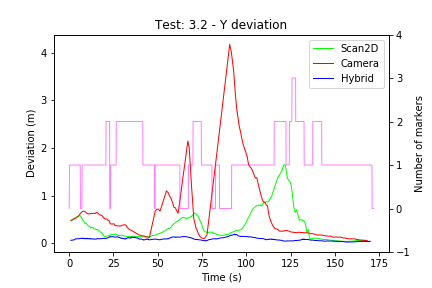 Test: 3.2 - Y deviation
Scan2D
Camera
Hybrid
Deviation (m)
4
3
2
1
0
Number of markers
4
3
2
1
0
−1
0
25
50
75
100
125
150
175
Time (s)